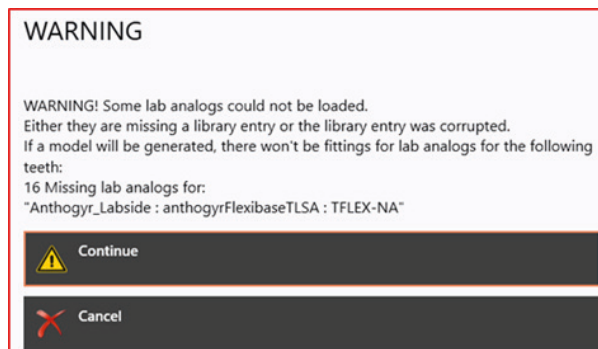 WARNING
WARNING! Some lab analogs could not be loaded.
Either they are missing a library entry or the library entry was corrupted.
If a model will be generated, there won't be fittings for lab analogs for the following
teeth:
16 Missing lab analogs for:
"Anthogyr_Labside : anthogyrFlexibaseTLSA : TFLEX-NA"
Continue
Cancel